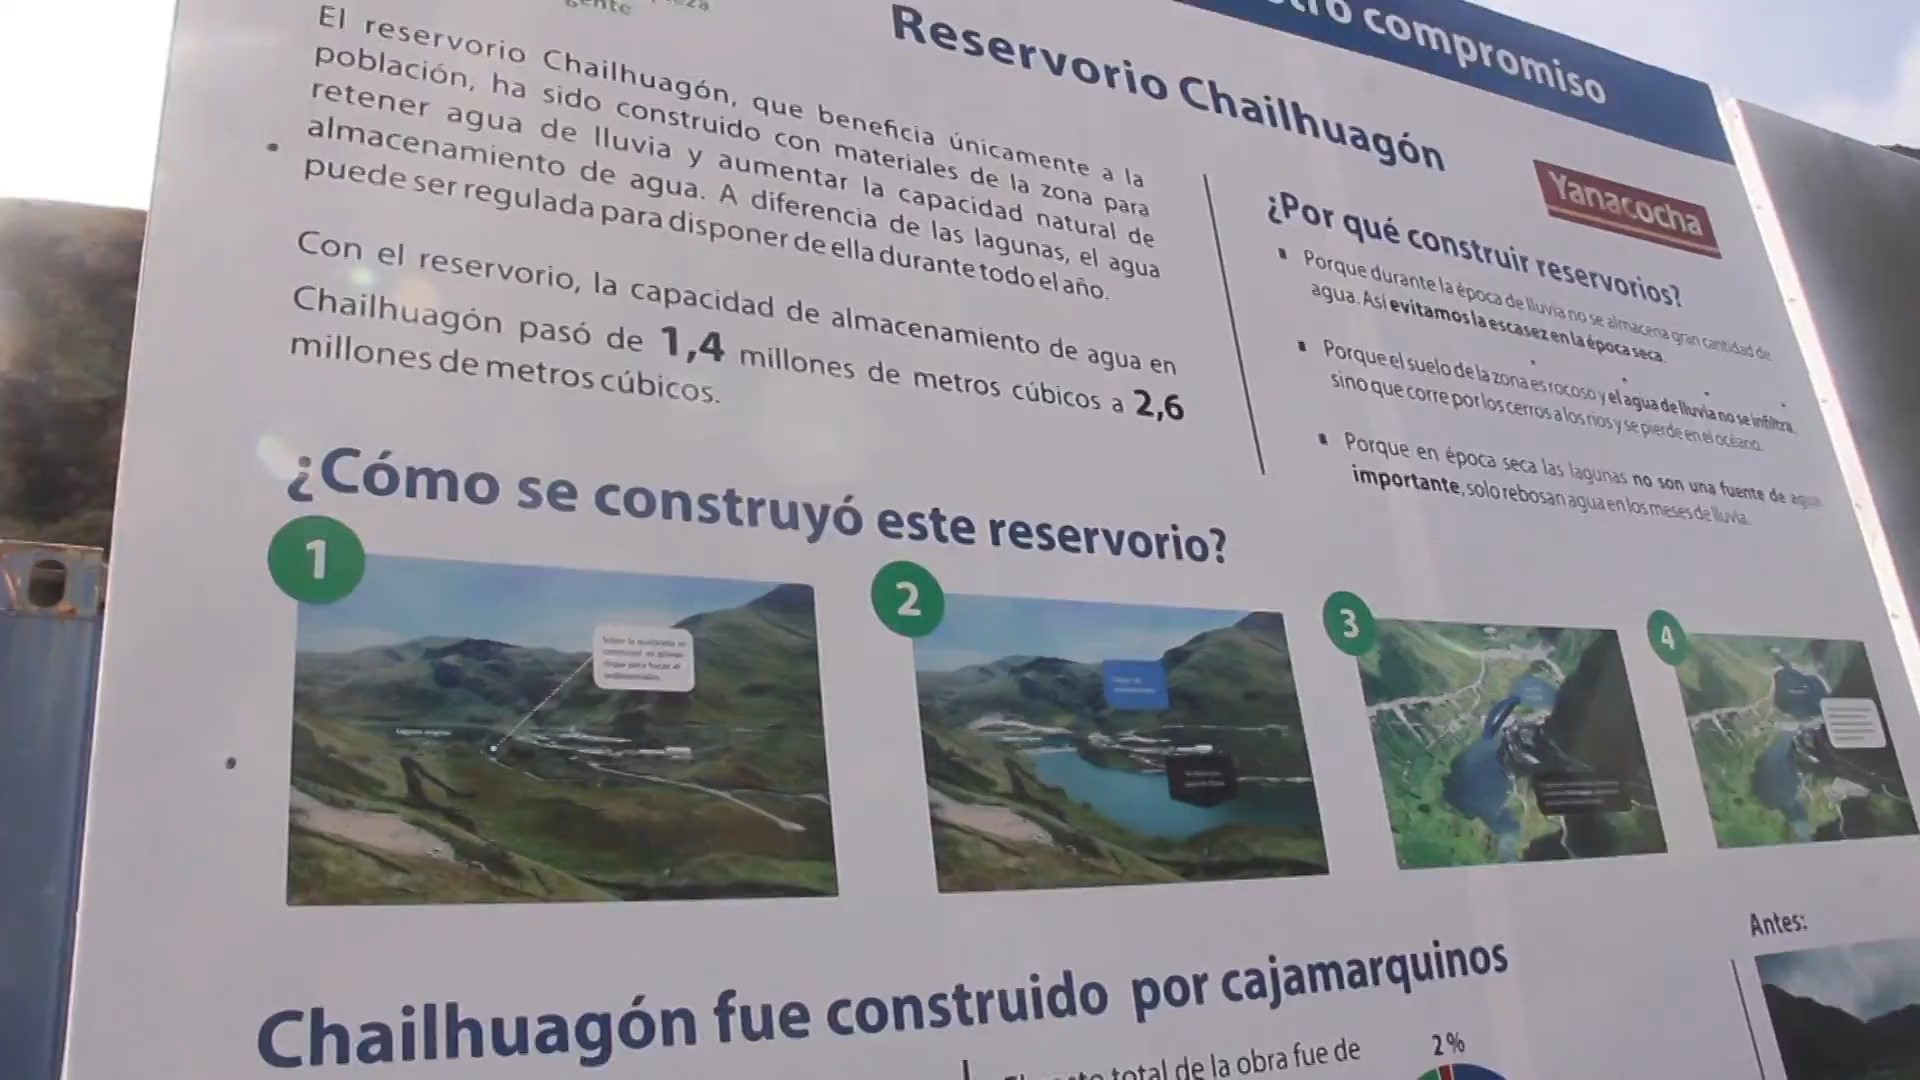 gente
compromiso
Reservorio Chailhuagón
Yanacocha
El reservorio Chailhuagón, que beneficia únicamente a la
población, ha sido construido con materiales de la zona para
retener agua de lluvia y aumentar la capacidad natural de
almacenamiento de agua. A diferencia de las lagunas, el agua
puede ser regulada para disponer de ella durante todo el año.
Con el reservorio, la capacidad de almacenamiento de agua en
Chailhuagón pasó de 1,4 millones de metros cúbicos a 2,6
millones de metros cúbicos.
¿Por qué construir reservorios?
Porque durante la época de lluvia no se almacena gran cantidad de
agua. Así evitamos la escasez en la época seca.
Porque el suelo de la zona es rocoso y el agua de lluvia no se infiltra,
sino que corre por los cerros a los ríos y se pierde en el océano.
Porque en época seca las lagunas no son una fuente de agua
importante, solo rebosan agua en los meses de lluvia.
¿Cómo se construyó este reservorio?
1
2
3
4
Antes:
Chailhuagón fue construido por cajamarquinos
total de la obra fue de
2%